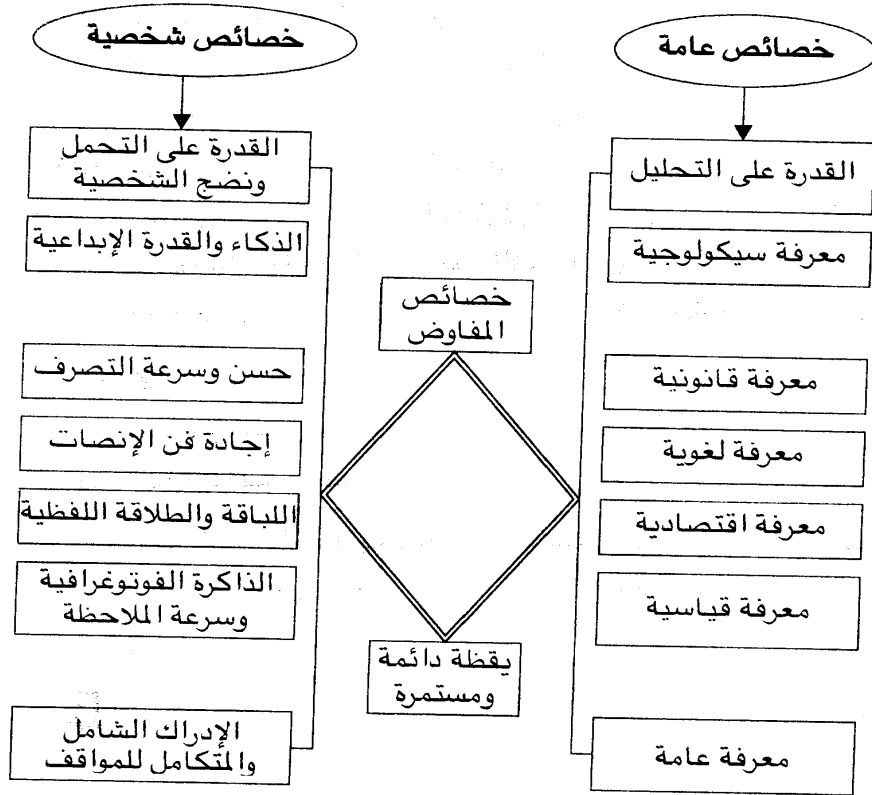 خصائص عامة
القدرة على التحليل
معرفة سيكولوجية
معرفة قانونية
معرفة لغوية
معرفة اقتصادية
معرفة قياسية
معرفة عامة
خصائص
المفاوض
يقظة دائمة
ومستمرة
خصائص شخصية
القدرة على التحمل
ونضج الشخصية
الذكاء والقدرة الإبداعية
حسن وسرعة التصرف
إجادة فن الإنصات
اللباقة والطلاقة اللفظية
الذاكرة الفوتوغرافية
وسرعة الملاحظة
الإدراك الشامل
والمتكامل للمواقف